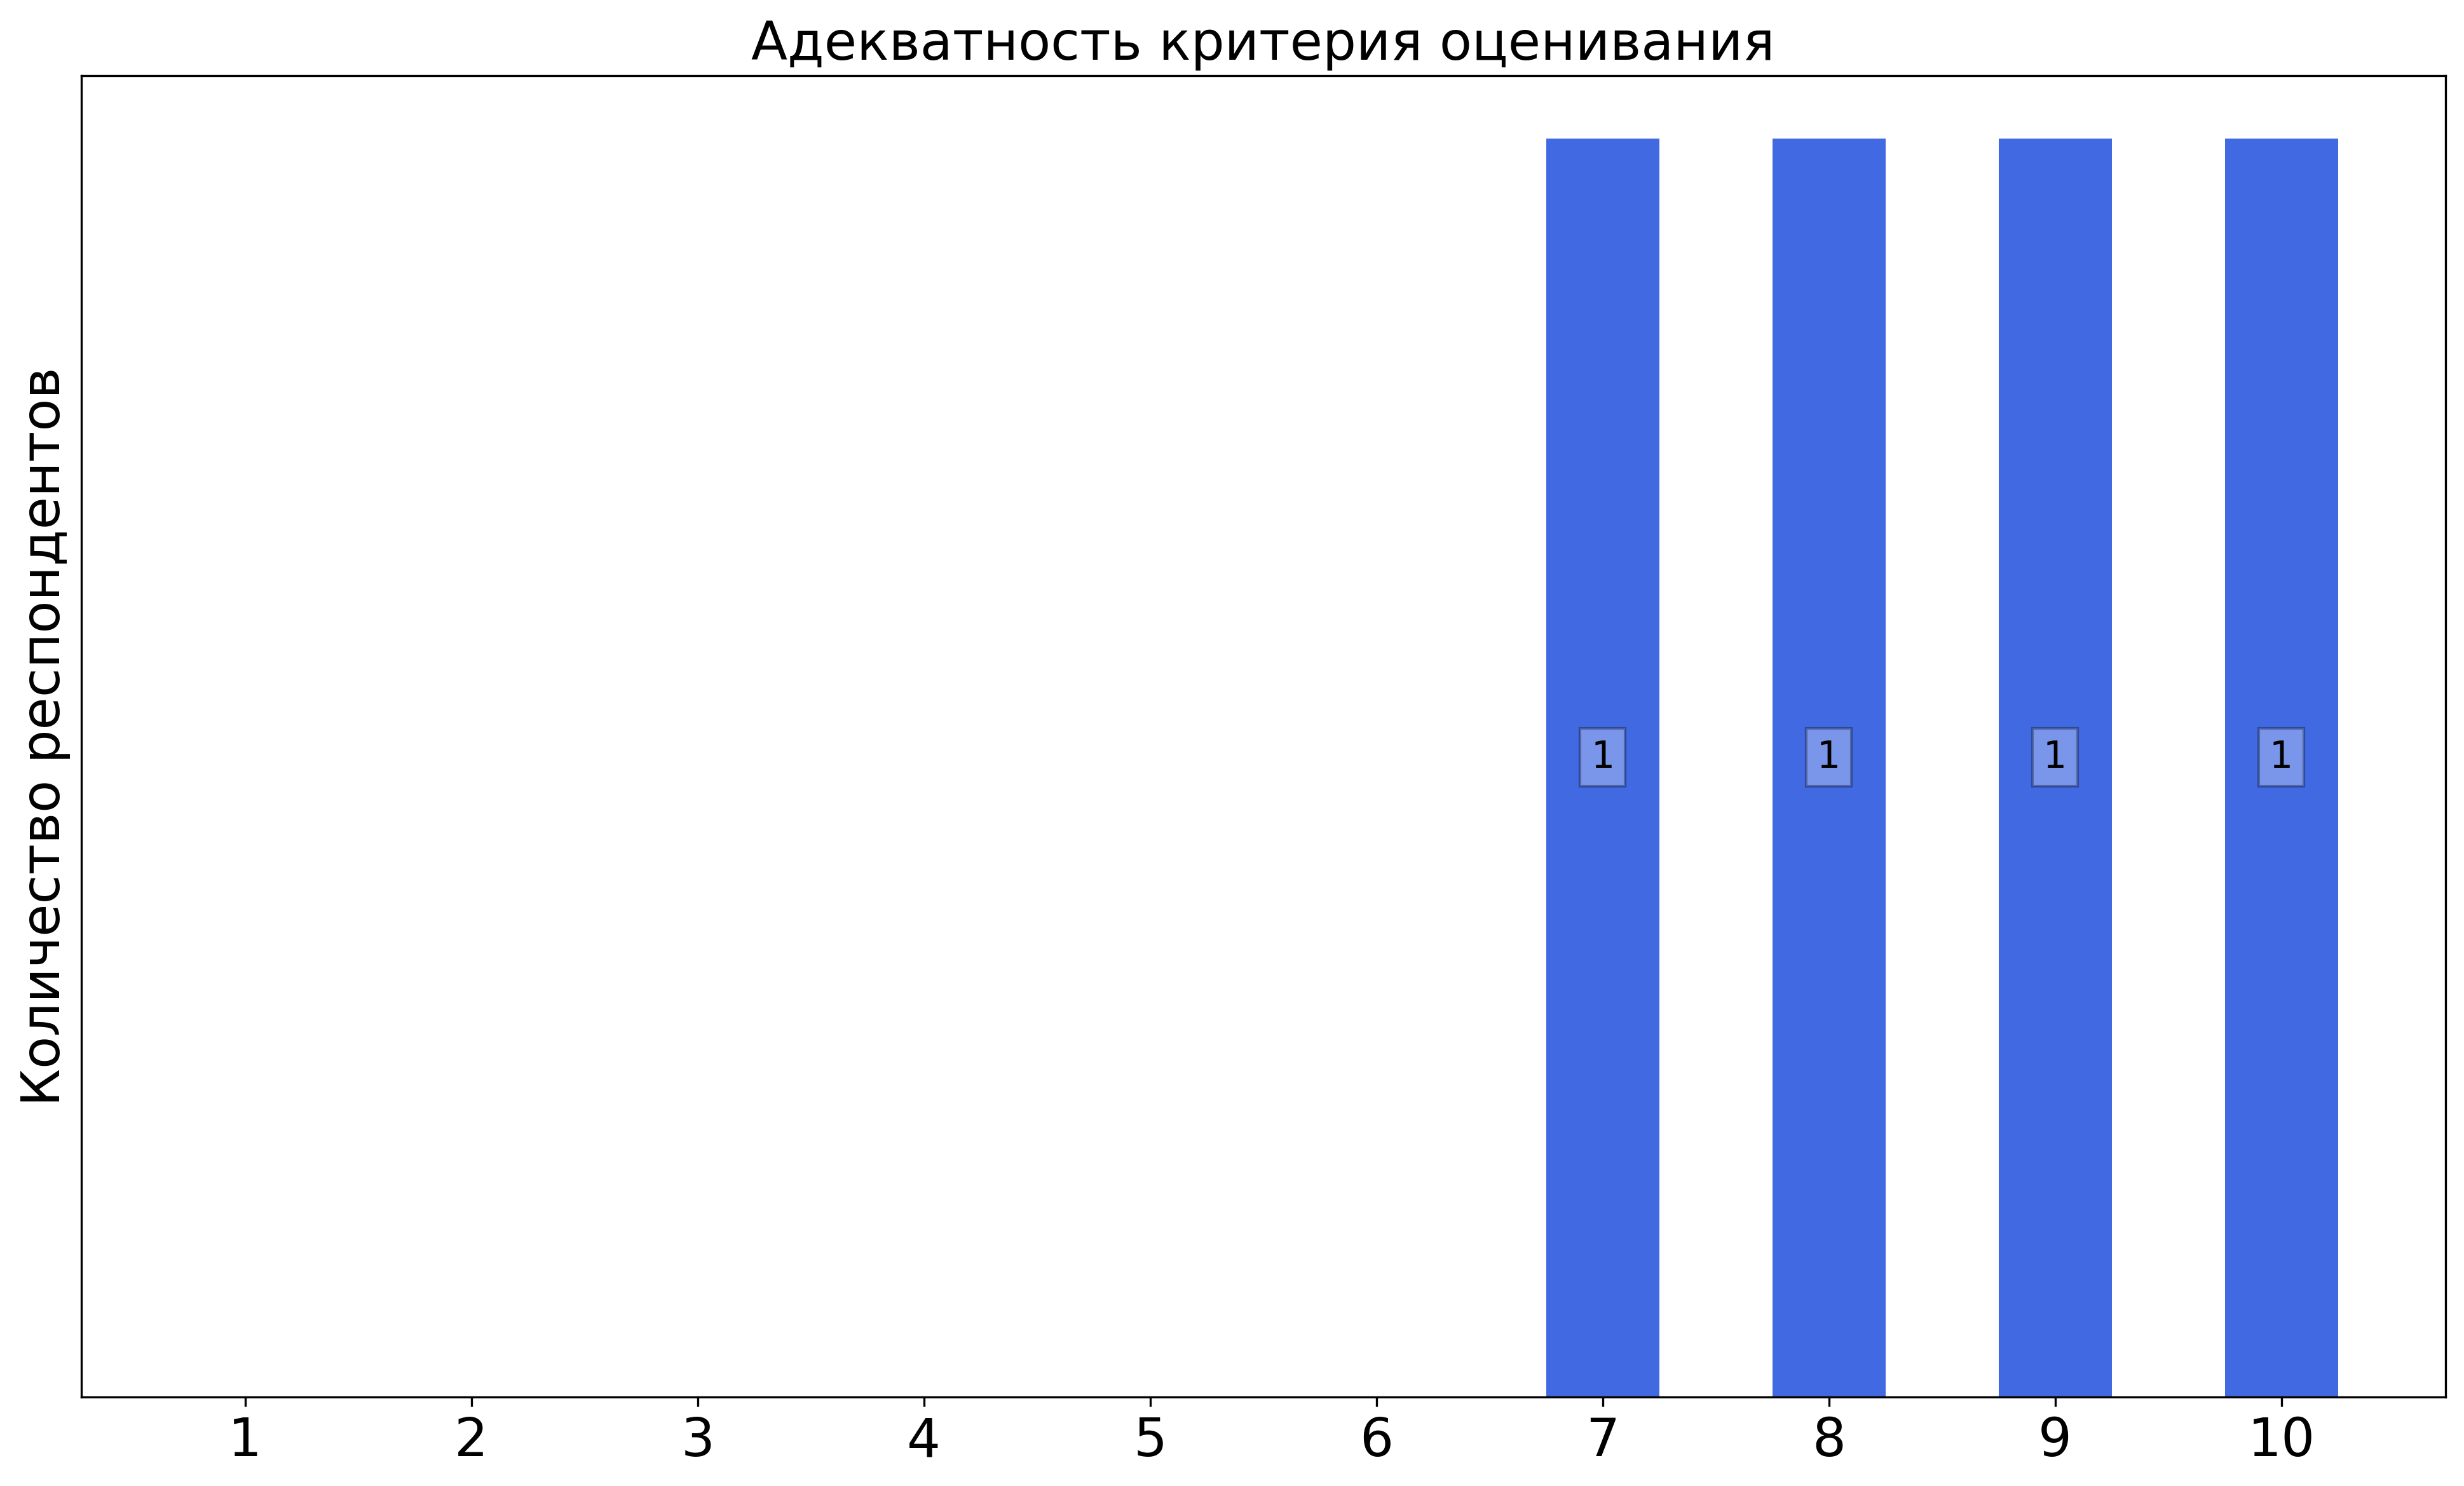 Адекватность критерия оценивания
Количество респондентов
1 1 1 1
1 2 3 4 5 6 7 8 9 10